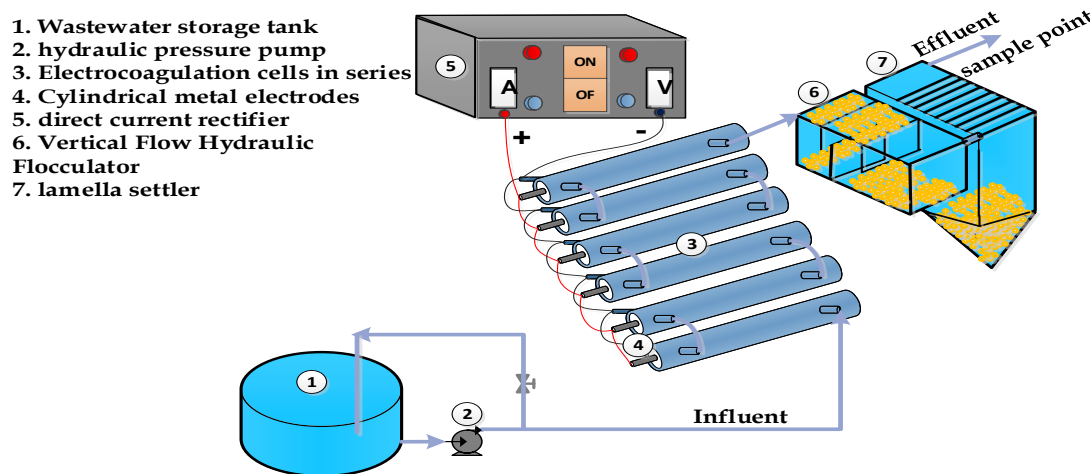 1. Wastewater storage tank
2. hydraulic pressure pump
3. Electrocoagulation cells in series
4. Cylindrical metal electrodes
5. direct current rectifier
6. Vertical Flow Hydraulic
Flocculator
7. lamella settler
5
A
ON
OF
V
+
-
Effluent
sample point
7
6
3
4
1
2
Influent